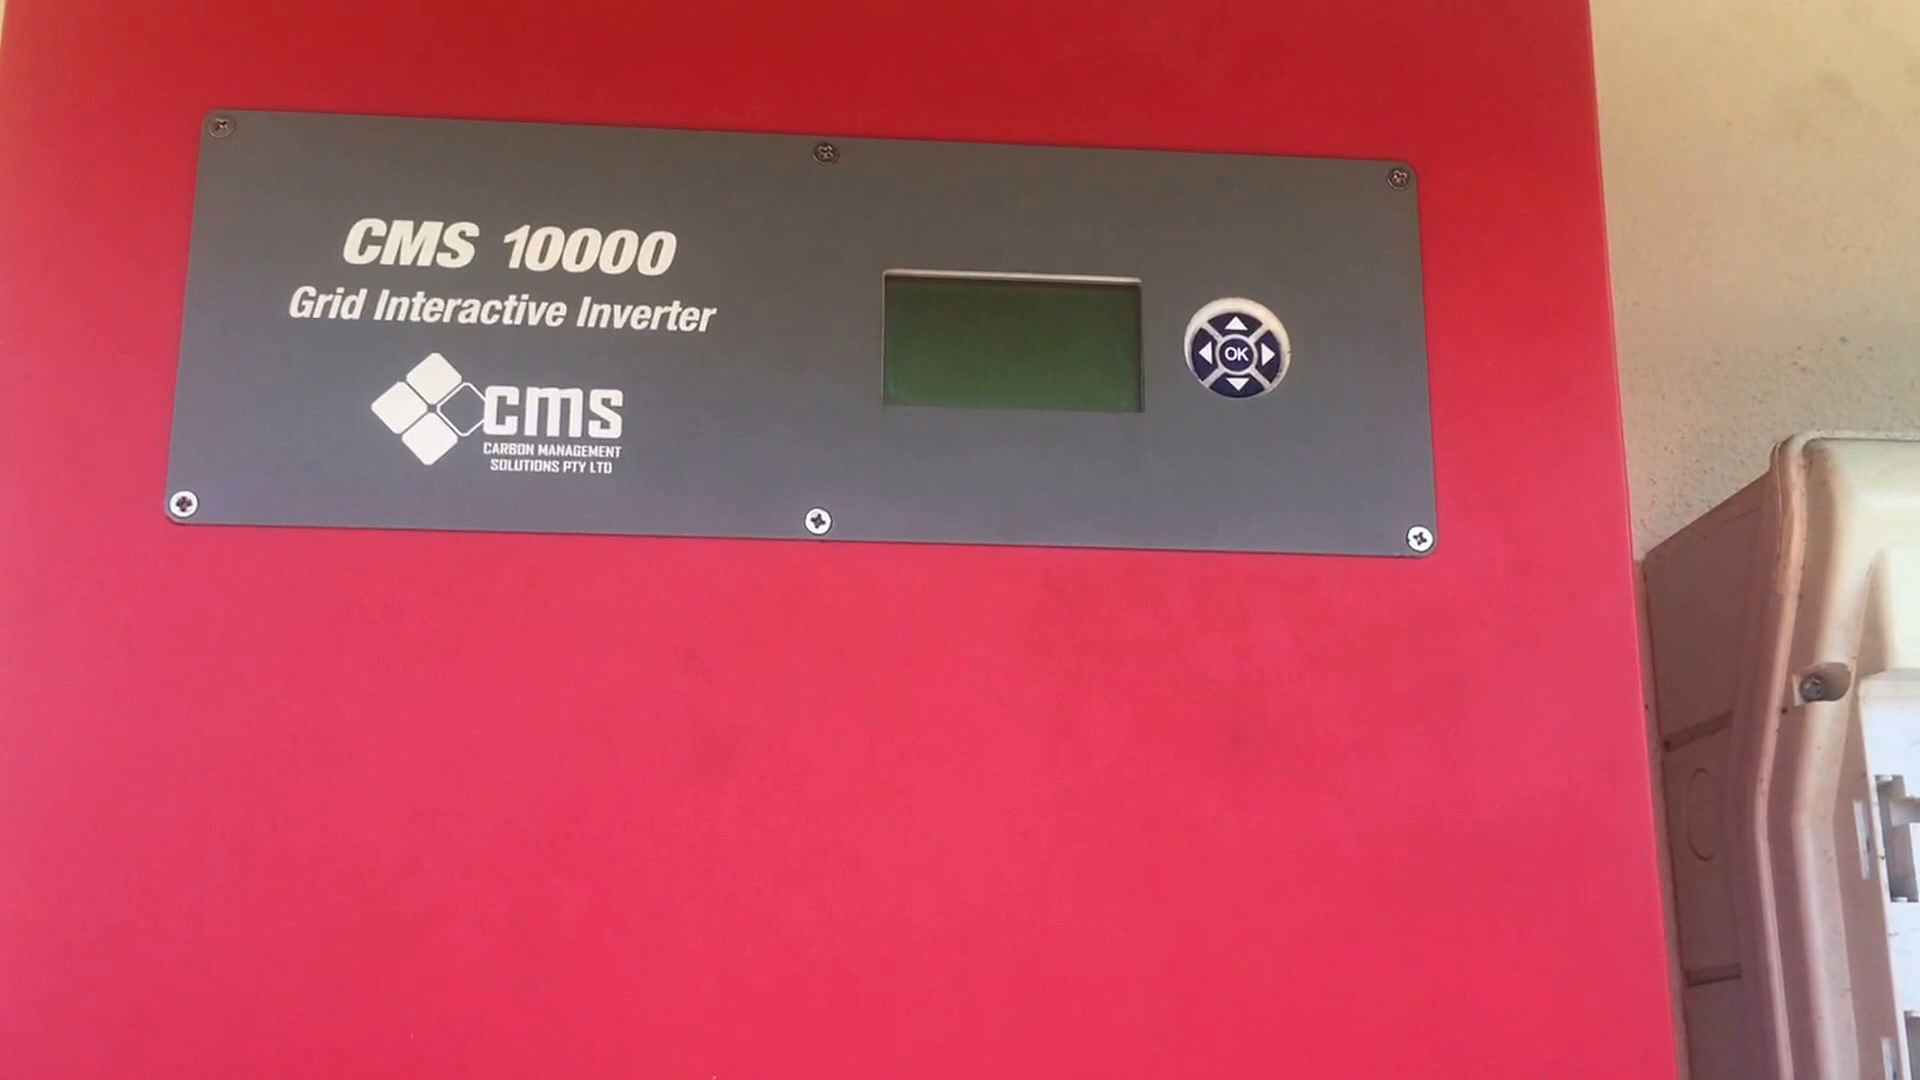 CMS 10000
Grid Interactive Inverter
cms
CARBON MANAGEMENT
SOLUTIONS PTY LTD
OK